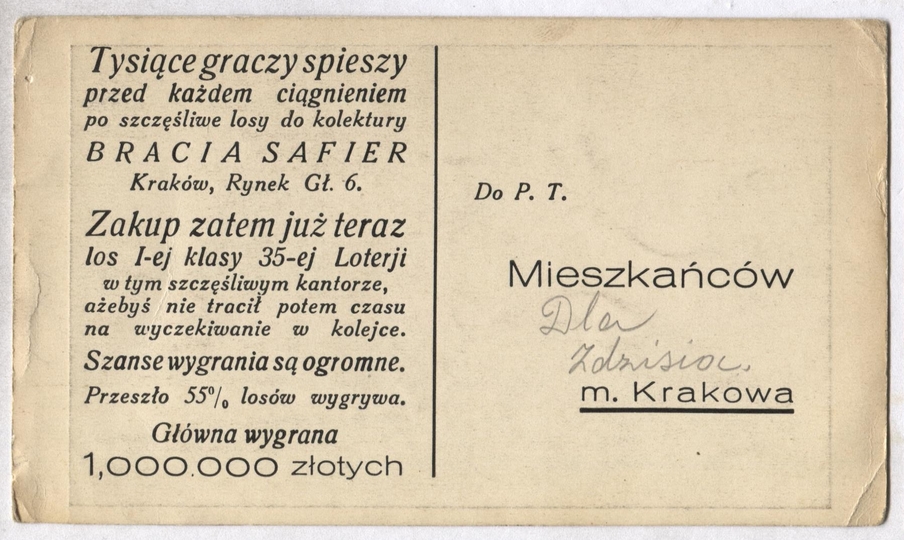 Tysiące graczy spieszy
przed każdem ciągnieniem
po szczęśliwe losy do kolektury
BRACIA SAFIER
Kraków, Rynek Gł. 6.
Zakup zatem już teraz
los I-ej klasy 35-ej Loterji
w tym szczęśliwym kantorze,
ażebyś nie tracił potem czasu
na wyczekiwanie w kolejce.
Szanse wygrania są ogromne.
Przeszło 55% losów wygrywa.
Główna wygrana
1,000.000 złotych
Do P. T.
Mieszkańców
Dla
Zdzisia.
m. Krakowa